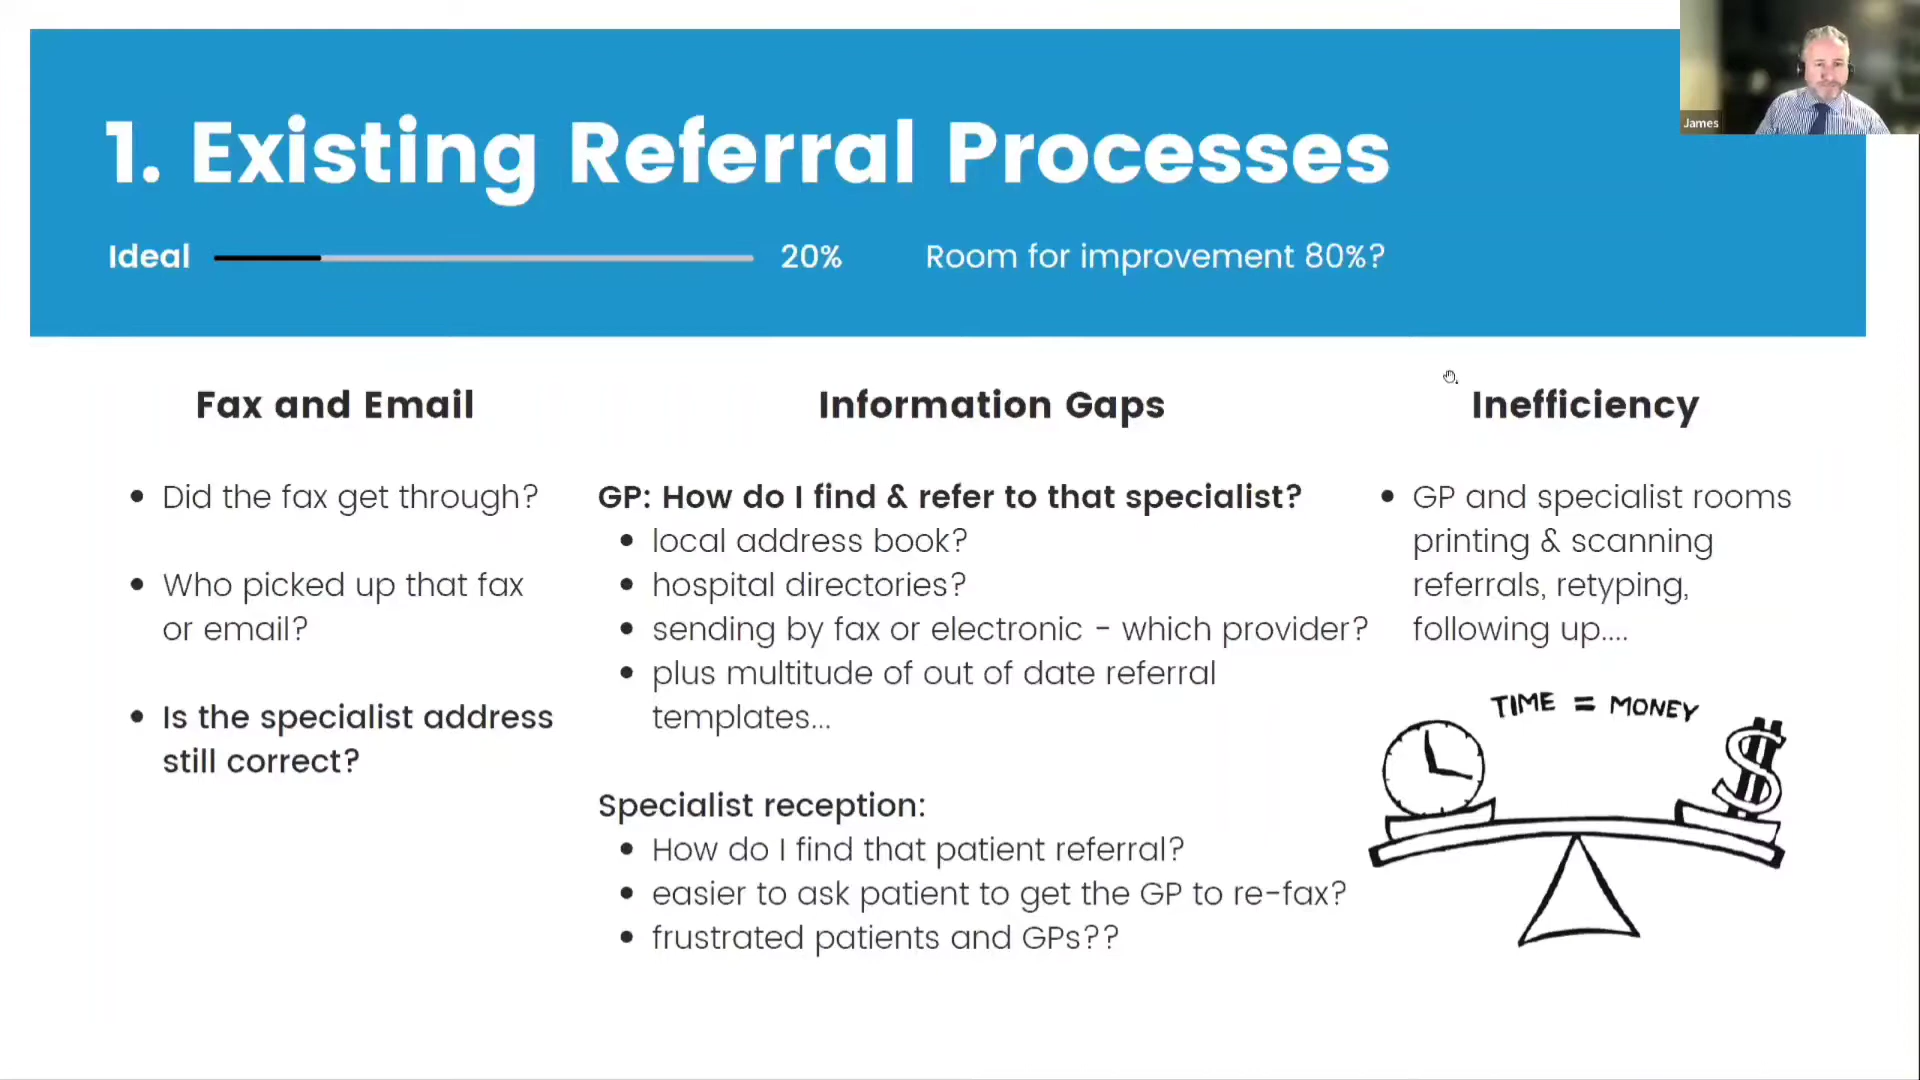 1. Existing Referral Processes
Ideal
20%
Room for improvement 80%?
James
Fax and Email
• Did the fax get through?
• Who picked up that fax
or email?
• Is the specialist address
still correct?
Information Gaps
GP: How do I find & refer to that specialist?
• local address book?
• hospital directories?
• sending by fax or electronic - which provider?
• plus multitude of out of date referral
templates...
Specialist reception:
• How do I find that patient referral?
• easier to ask patient to get the GP to re-fax?
• frustrated patients and GPs??
Inefficiency
• GP and specialist rooms
printing & scanning
referrals, retyping,
following up....
TIME = MONEY
$